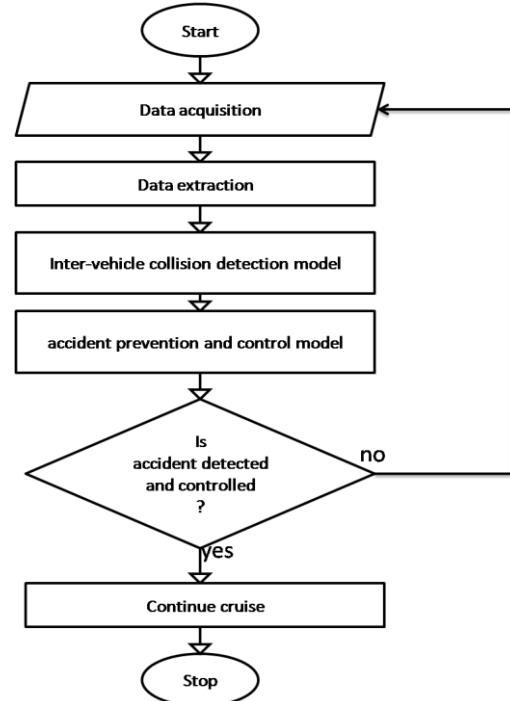 Start
Data acquisition
Data extraction
Inter-vehicle collision detection model
accident prevention and control model
Is
accident detected
and controlled
?
no
yes
Continue cruise
Stop